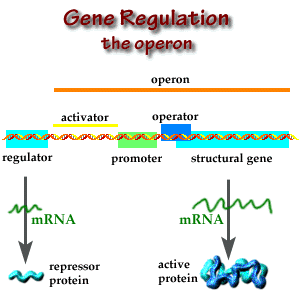 Gene Regulation
the operon
operon
activator
operator
regulator
promoter
structural gene
mRNA
mRNA
repressor
protein
active
protein